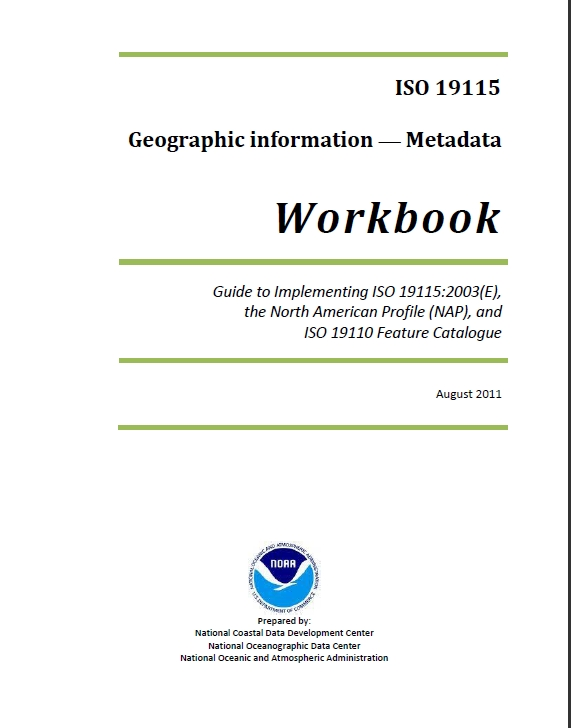 ISO 19115
Geographic information — Metadata
Workbook
Guide to Implementing ISO 19115:2003(E),
the North American Profile (NAP), and
ISO 19110 Feature Catalogue
August 2011
NATIONAL OCEANIC AND ATMOSPHERIC ADMINISTRATION
NOAA
U.S. DEPARTMENT OF COMMERCE
Prepared by:
National Coastal Data Development Center
National Oceanographic Data Center
National Oceanic and Atmospheric Administration